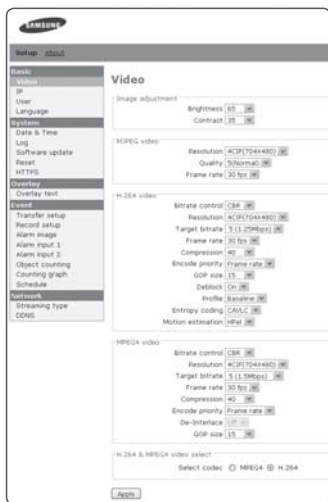 SAMSUNG
Setup About
Basic
Video
IP
User
Language
System
Date & Time
Log
Software update
Reset
HTTPS
Overlay
Overlay text
Event
Transfer setup
Record setup
Alarm image
Alarm input 1
Alarm input 2
Object counting
Counting graph
Schedule
Network
Streaming type
DDNS
Video
Image adjustment
Brightness 65
Contrast 35
MJPEG video
Resolution 4CIF(704X480)
Quality 5(Normal)
Frame rate 30 fps
H.264 video
Bitrate control CBR
Resolution 4CIF(704X480)
Target bitrate 5 (1.25Mbps)
Frame rate 30 fps
Compression 40
Encode priority Frame rate
GOP size 15
Deblock On
Profile Baseline
Entropy coding CAVLC
Motion estimation HPel
MPEG4 video
Bitrate control CBR
Resolution 4CIF(704X480)
Target bitrate 5 (1.5Mbps)
Frame rate 30 fps
Compression 40
Encode priority Frame rate
De-Interlace Off
GOP size 15
H.264 & MPEG4 video select
Select codec MPEG4 H.264
Apply